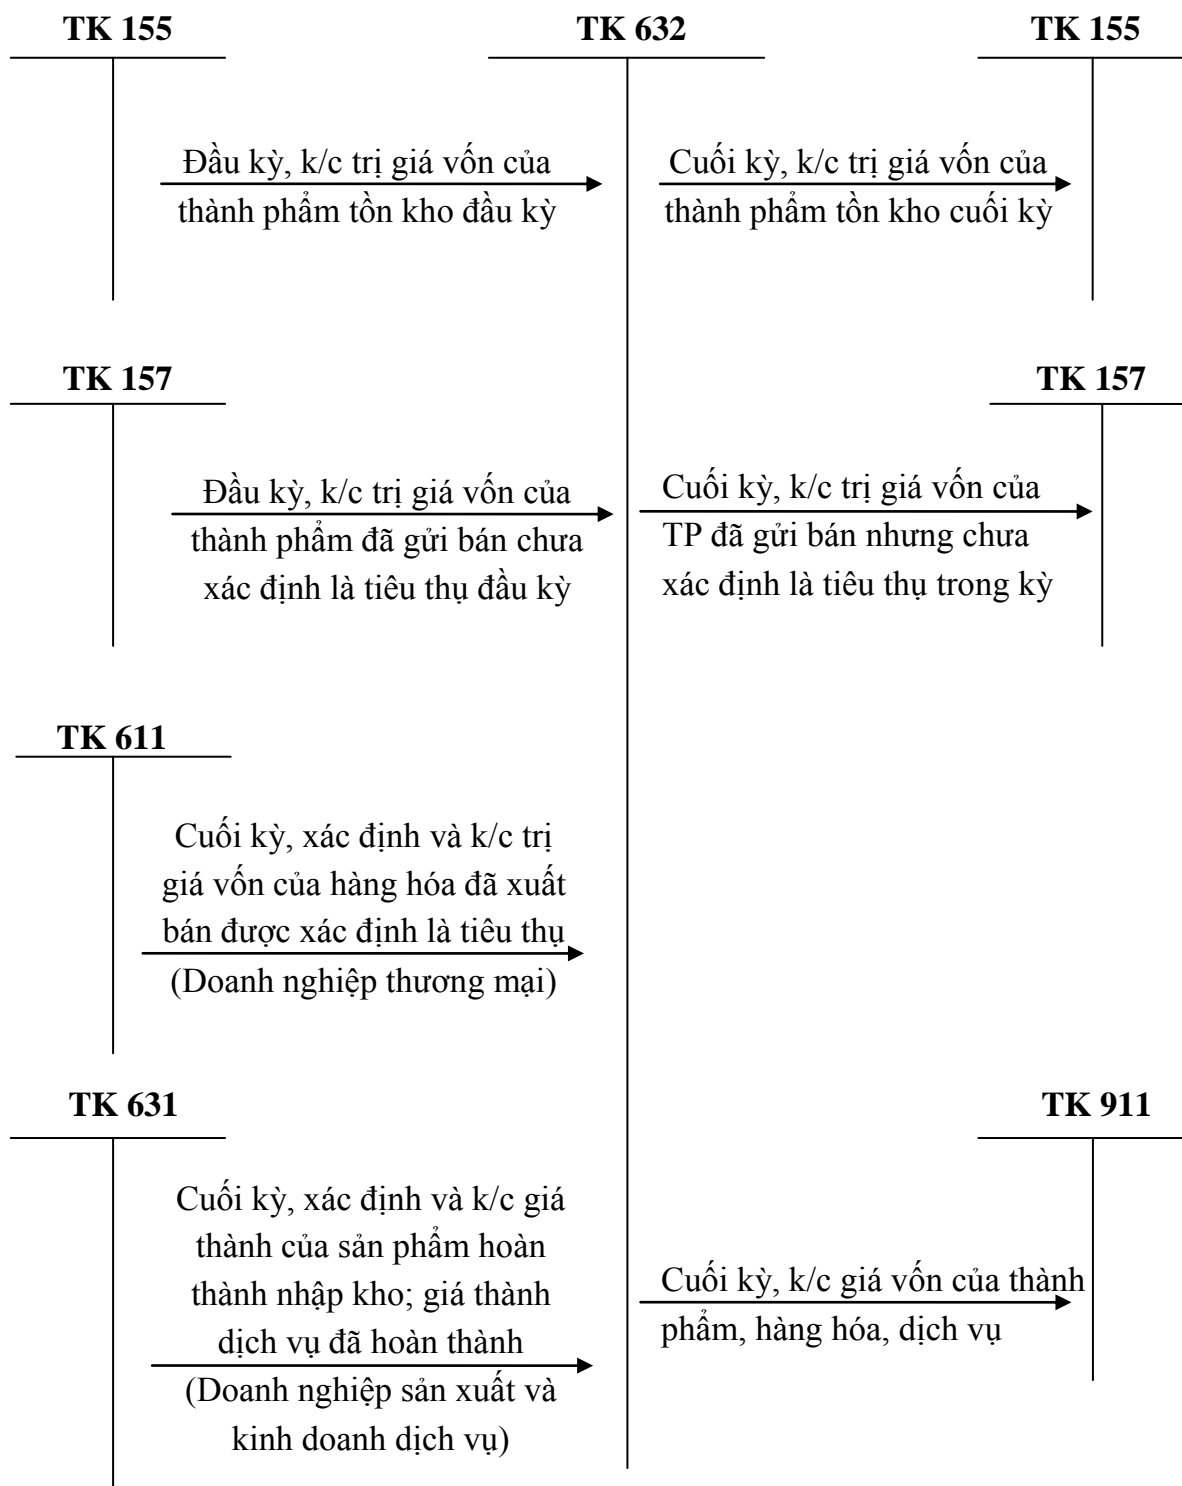 TK 155
TK 632
TK 155
Đầu kỳ, k/c trị giá vốn của
thành phẩm tồn kho đầu kỳ
Cuối kỳ, k/c trị giá vốn của
thành phẩm tồn kho cuối kỳ
TK 157
TK 157
Đầu kỳ, k/c trị giá vốn của
thành phẩm đã gửi bán chưa
xác định là tiêu thụ đầu kỳ
Cuối kỳ, k/c trị giá vốn của
TP đã gửi bán nhưng chưa
xác định là tiêu thụ trong kỳ
TK 611
Cuối kỳ, xác định và k/c trị
giá vốn của hàng hóa đã xuất
bán được xác định là tiêu thụ
(Doanh nghiệp thương mại)
TK 631
TK 911
Cuối kỳ, xác định và k/c giá
thành của sản phẩm hoàn
thành nhập kho; giá thành
dịch vụ đã hoàn thành
(Doanh nghiệp sản xuất và
kinh doanh dịch vụ)
Cuối kỳ, k/c giá vốn của thành
phẩm, hàng hóa, dịch vụ